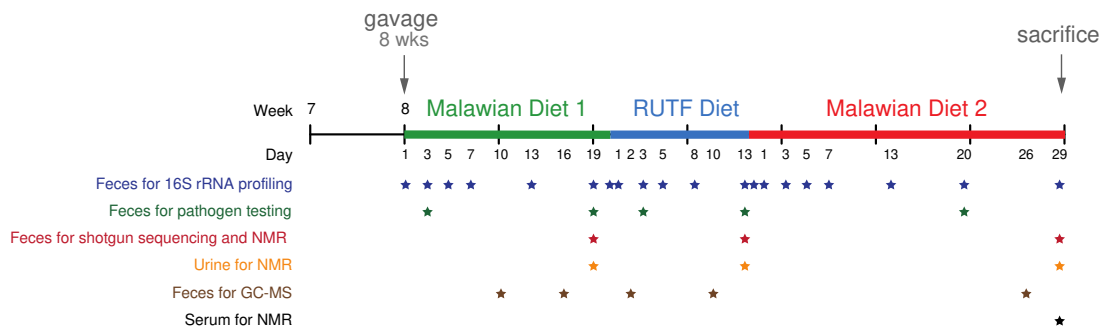 gavage
8 wks
sacrifice
Week 7 8 Malawian Diet 1 RUTF Diet Malawian Diet 2
Day 1 3 5 7 10 13 16 19 1 2 3 5 8 10 13 1 3 5 7 13 20 26 29
Feces for 16S rRNA profiling
Feces for pathogen testing
Feces for shotgun sequencing and NMR
Urine for NMR
Feces for GC-MS
Serum for NMR